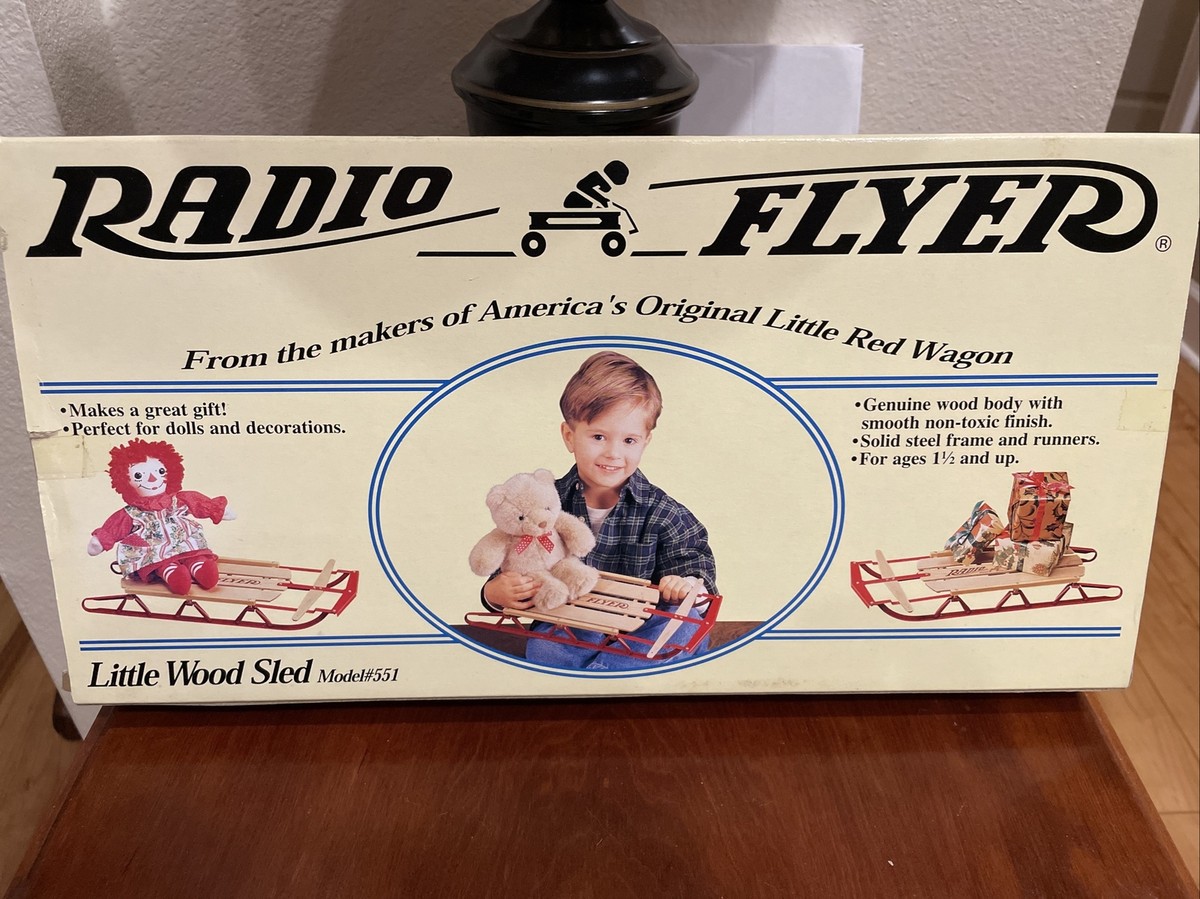 RADIO FLYER®
From the makers of America's Original Little Red Wagon
•Makes a great gift!
•Perfect for dolls and decorations.
•Genuine wood body with
smooth non-toxic finish.
•Solid steel frame and runners.
•For ages 1½ and up.
FLYER
FLYER
RADIO
Little Wood Sled Model#551